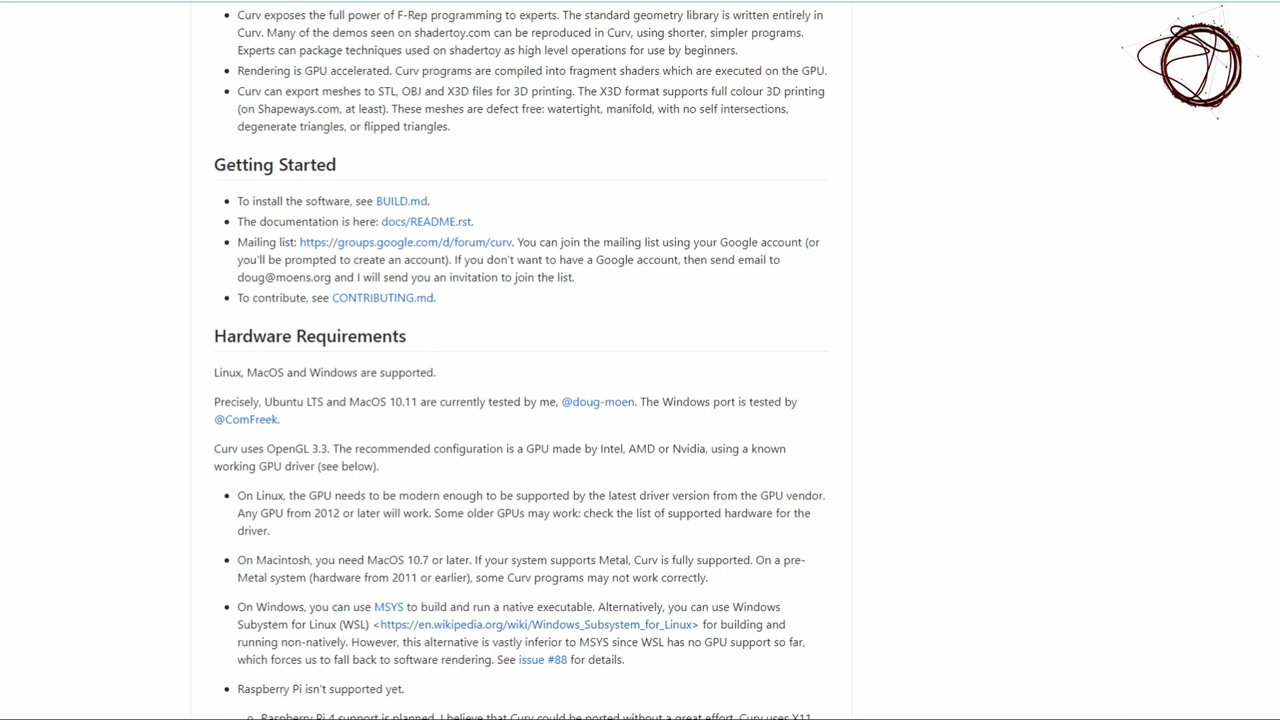 Curv exposes the full power of F-Rep programming to experts. The standard geometry library is written entirely in
Curv. Many of the demos seen on shadertoy.com can be reproduced in Curv, using shorter, simpler programs.
Experts can package techniques used on shadertoy as high level operations for use by beginners.
Rendering is GPU accelerated. Curv programs are compiled into fragment shaders which are executed on the GPU.
Curv can export meshes to STL, OBJ and X3D files for 3D printing. The X3D format supports full colour 3D printing
(on Shapeways.com, at least). These meshes are defect free: watertight, manifold, with no self intersections,
degenerate triangles, or flipped triangles.
Getting Started
To install the software, see BUILD.md.
The documentation is here: docs/README.rst.
Mailing list: https://groups.google.com/d/forum/curv. You can join the mailing list using your Google account (or
you'll be prompted to create an account). If you don't want to have a Google account, then send email to
doug@moens.org and I will send you an invitation to join the list.
To contribute, see CONTRIBUTING.md.
Hardware Requirements
Linux, MacOS and Windows are supported.
Precisely, Ubuntu LTS and MacOS 10.11 are currently tested by me, @doug-moen. The Windows port is tested by
@ComFreek.
Curv uses OpenGL 3.3. The recommended configuration is a GPU made by Intel, AMD or Nvidia, using a known
working GPU driver (see below).
On Linux, the GPU needs to be modern enough to be supported by the latest driver version from the GPU vendor.
Any GPU from 2012 or later will work. Some older GPUs may work: check the list of supported hardware for the
driver.
On Macintosh, you need MacOS 10.7 or later. If your system supports Metal, Curv is fully supported. On a pre-
Metal system (hardware from 2011 or earlier), some Curv programs may not work correctly.
On Windows, you can use MSYS to build and run a native executable. Alternatively, you can use Windows
Subystem for Linux (WSL) <https://en.wikipedia.org/wiki/Windows_Subsystem_for_Linux> for building and
running non-natively. However, this alternative is vastly inferior to MSYS since WSL has no GPU support so far,
which forces us to fall back to software rendering. See issue #88 for details.
Raspberry Pi isn't supported yet.
Raspberry Pi 4 support is planned. I believe that Curv could be ported without a great effort. Curv uses X11